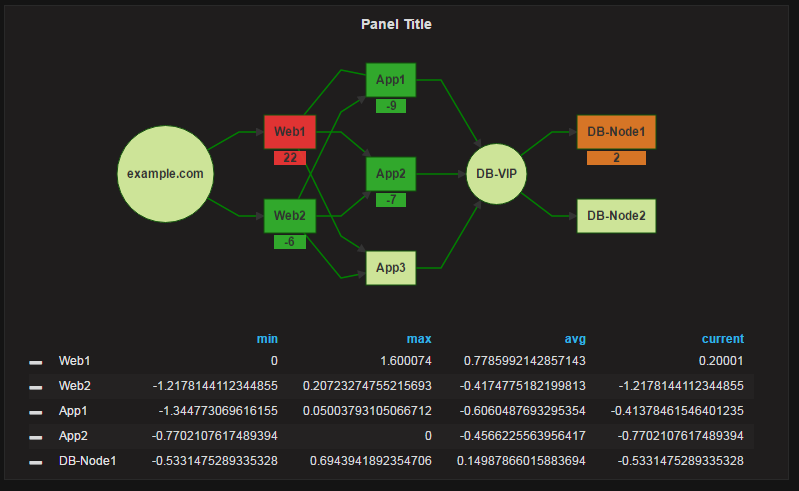 Panel Title
example.com
Web1
22
Web2
-6
App1
-9
App2
-7
App3
DB-VIP
DB-Node1
2
DB-Node2
min max avg current
Web1 0 1.600074 0.7785992142857143 0.20001
Web2 -1.2178144112344855 0.20723274755215693 -0.4174775182199813 -1.2178144112344855
App1 -1.344773069616155 0.05003793105066712 -0.6060487693295354 -0.41378461546401235
App2 -0.7702107617489394 0 -0.4566225563956417 -0.7702107617489394
DB-Node1 -0.5331475289335328 0.6943941892354706 0.14987866015883694 -0.5331475289335328